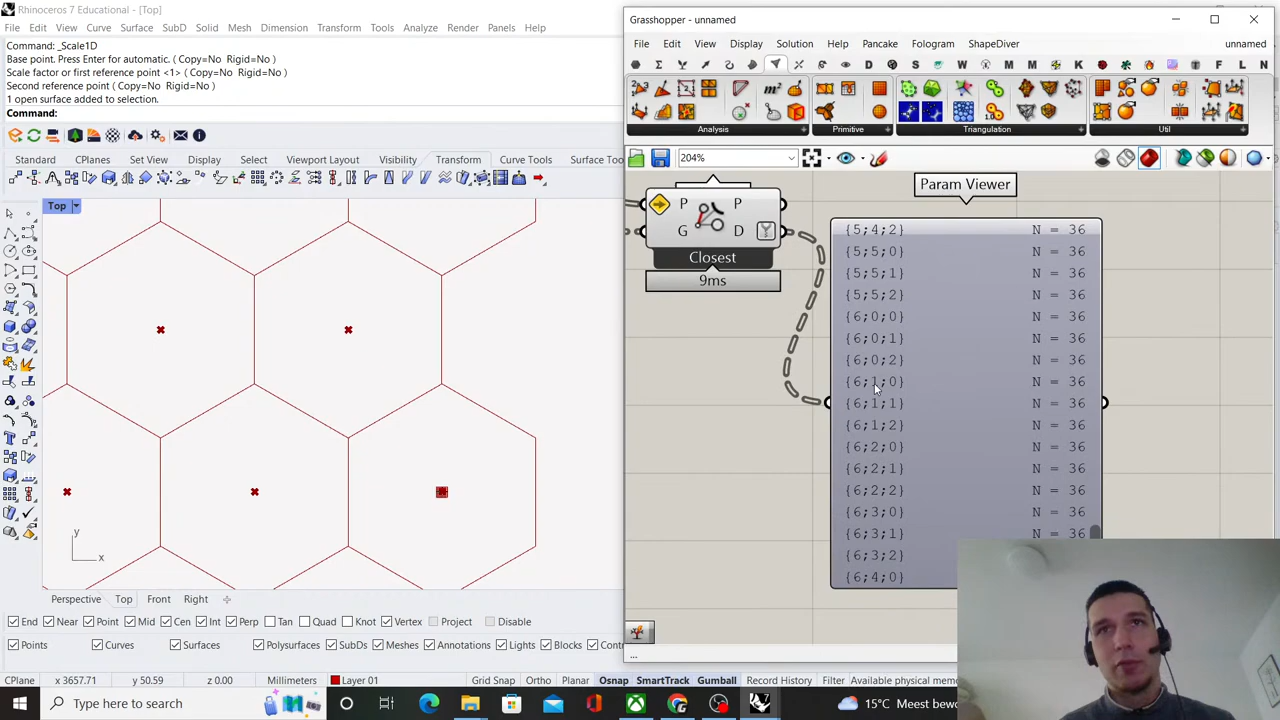 Rhinoceros 7 Educational - [Top]
File Edit View Curve Surface Solid Mesh Dimension Transform Tools Analyze Render Panels Help
Command: _Scale1D
Base point. Press Enter for automatic. ( Copy=No Rigid=No )
Scale factor or first reference point <1> ( Copy=No Rigid=No )
Second reference point ( Copy=No Rigid=No )
1 open surface added to selection.
Command:
Standard CPlanes Set View Display Select Viewport Layout Visibility Transform Curve Tools Surface Too
Top
y
x
Perspective Top Front Right
End Near Point Mid Cen Int Perp Tan Quad Knot Vertex Project Disable
Points Curves Surfaces Polysurfaces Meshes SubDs Annotations Lights Blocks
CPlane x 3657.71 y 50.59 z 0.00 Millimeters Layer 01 Grid Snap Ortho Planar Osnap SmartTrack Gumball Record History Filter Available physical
Grasshopper - unnamed
File Edit View Display Solution Help Pancake Fologram ShapeDiver unnamed
S W M M K T F L N
Analysis Primitive Triangulation Util
204%
Param Viewer
P P
G D
Closest
9ms
{5;4;2} N = 36
{5;5;0} N = 36
{5;5;1} N = 36
{5;5;2} N = 36
{6;0;0} N = 36
{6;0;1} N = 36
{6;0;2} N = 36
{6;1;0} N = 36
{6;1;1} N = 36
{6;1;2} N = 36
{6;2;0} N = 36
{6;2;1} N = 36
{6;2;2} N = 36
{6;3;0} N = 36
{6;3;1} N = 36
{6;3;2}
{6;4;0}
...
Type here to search
15°C Meest bewo